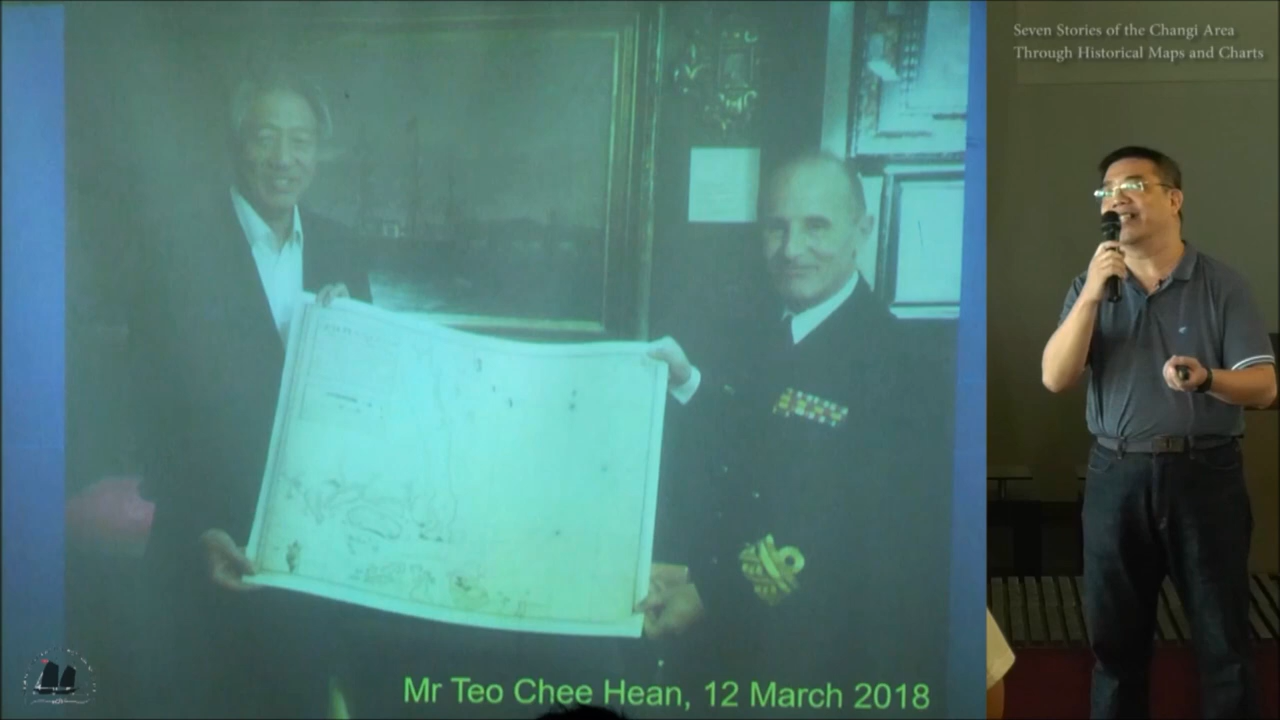 Seven Stories of the Changi Area
Through Historical Maps and Charts
Mr Teo Chee Hean, 12 March 2018